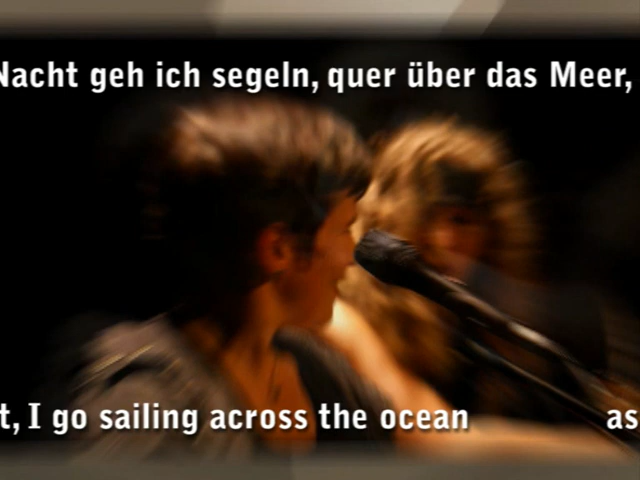 Nacht geh ich segeln, quer über das Meer,
t, I go sailing across the ocean as